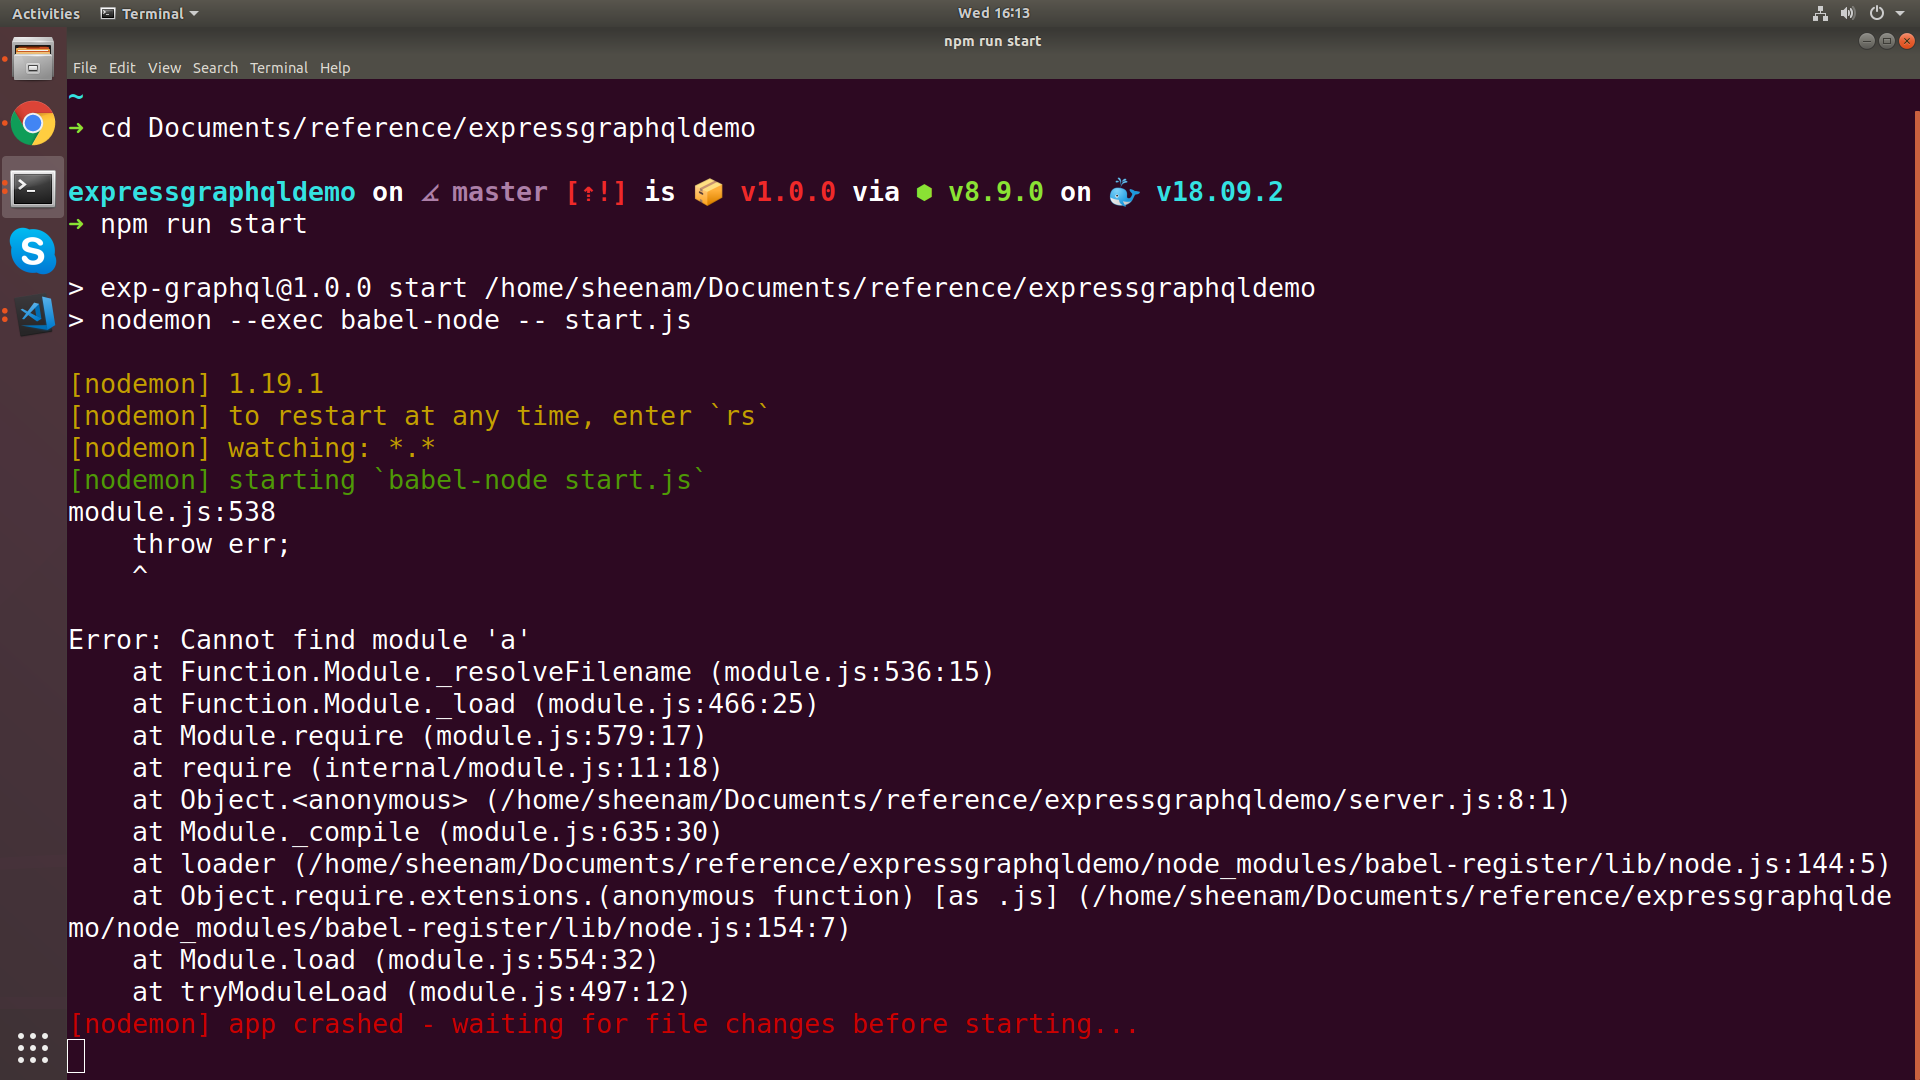 Activities Terminal Wed 16:13
npm run start
File Edit View Search Terminal Help
~
➜ cd Documents/reference/expressgraphqldemo
expressgraphqldemo on master [⇡!] is 📦 v1.0.0 via ⬢ v8.9.0 on 🐳 v18.09.2
➜ npm run start
> exp-graphql@1.0.0 start /home/sheenam/Documents/reference/expressgraphqldemo
> nodemon --exec babel-node -- start.js
[nodemon] 1.19.1
[nodemon] to restart at any time, enter `rs`
[nodemon] watching: *.*
[nodemon] starting `babel-node start.js`
module.js:538
    throw err;
    ^
Error: Cannot find module 'a'
    at Function.Module._resolveFilename (module.js:536:15)
    at Function.Module._load (module.js:466:25)
    at Module.require (module.js:579:17)
    at require (internal/module.js:11:18)
    at Object.<anonymous> (/home/sheenam/Documents/reference/expressgraphqldemo/server.js:8:1)
    at Module._compile (module.js:635:30)
    at loader (/home/sheenam/Documents/reference/expressgraphqldemo/node_modules/babel-register/lib/node.js:144:5)
    at Object.require.extensions.(anonymous function) [as .js] (/home/sheenam/Documents/reference/expressgraphqlde
mo/node_modules/babel-register/lib/node.js:154:7)
    at Module.load (module.js:554:32)
    at tryModuleLoad (module.js:497:12)
[nodemon] app crashed - waiting for file changes before starting...